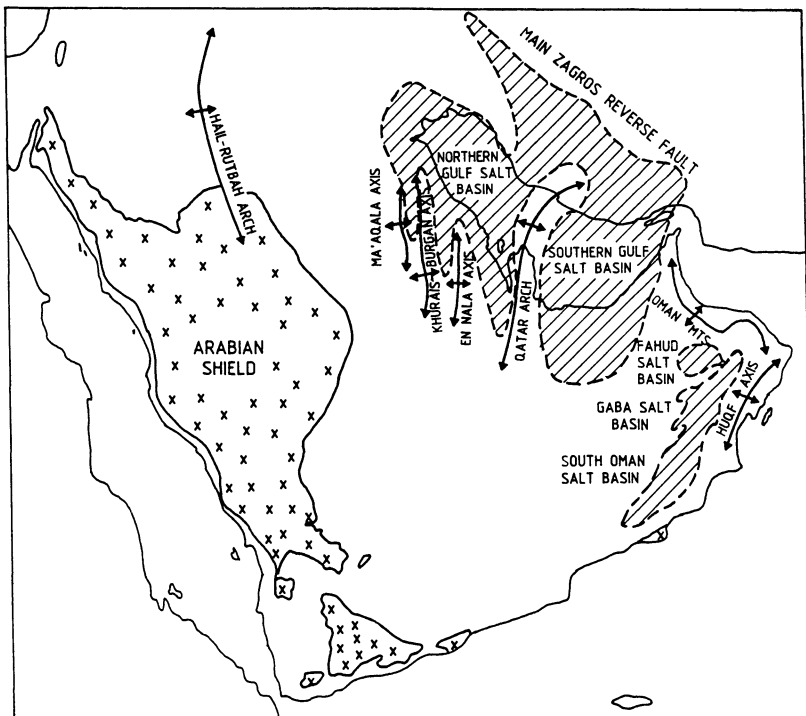 MAIN ZAGROS REVERSE FAULT
HAIL-RUTBAH ARCH
NORTHERN
GULF SALT
BASIN
MA'AQALA AXIS
BURGAN AXIS
KHURAIS
EN NALA AXIS
QATAR ARCH
SOUTHERN GULF
SALT BASIN
OMAN MTS
ARABIAN
SHIELD
FAHUD
SALT
BASIN
GABA SALT
BASIN
HUQF AXIS
SOUTH OMAN
SALT BASIN